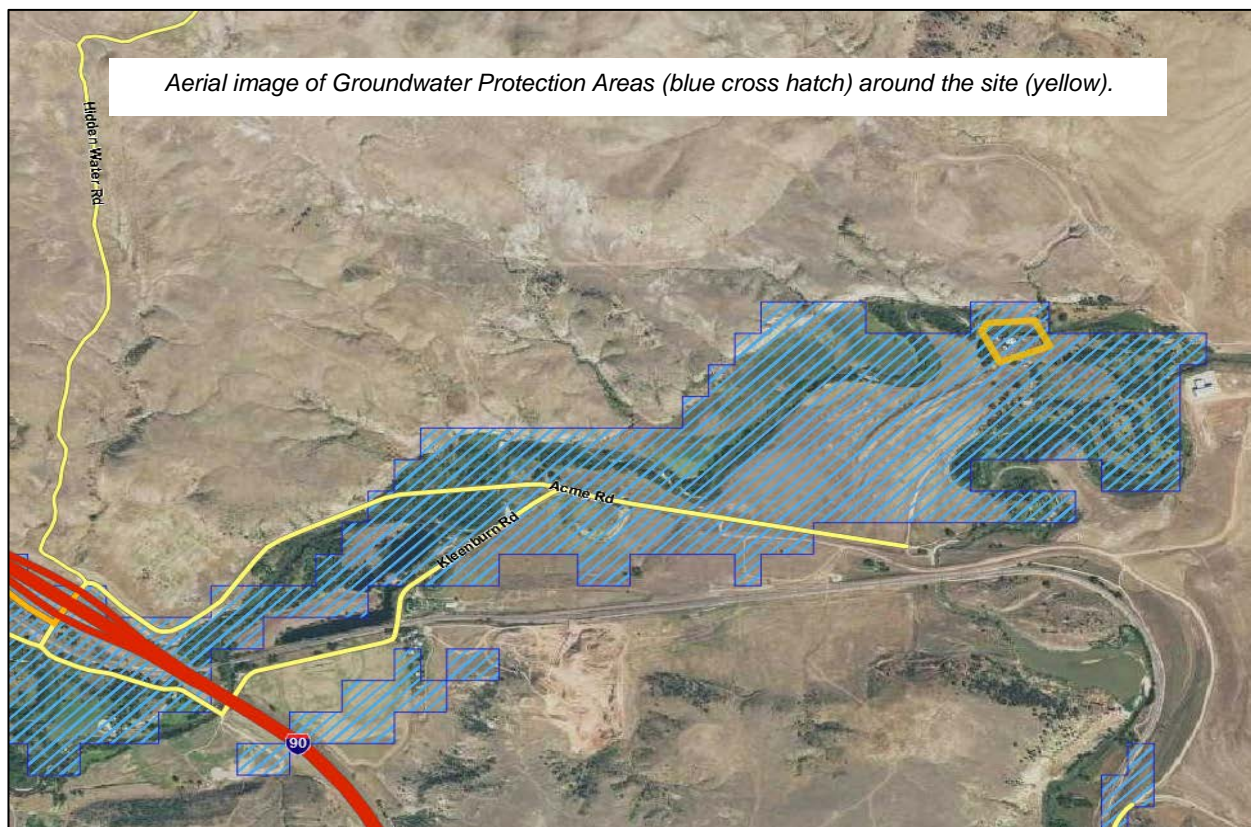 Aerial image of Groundwater Protection Areas (blue cross hatch) around the site (yellow).
Hidden Water Rd
Acme Rd
Kleenburn Rd
90